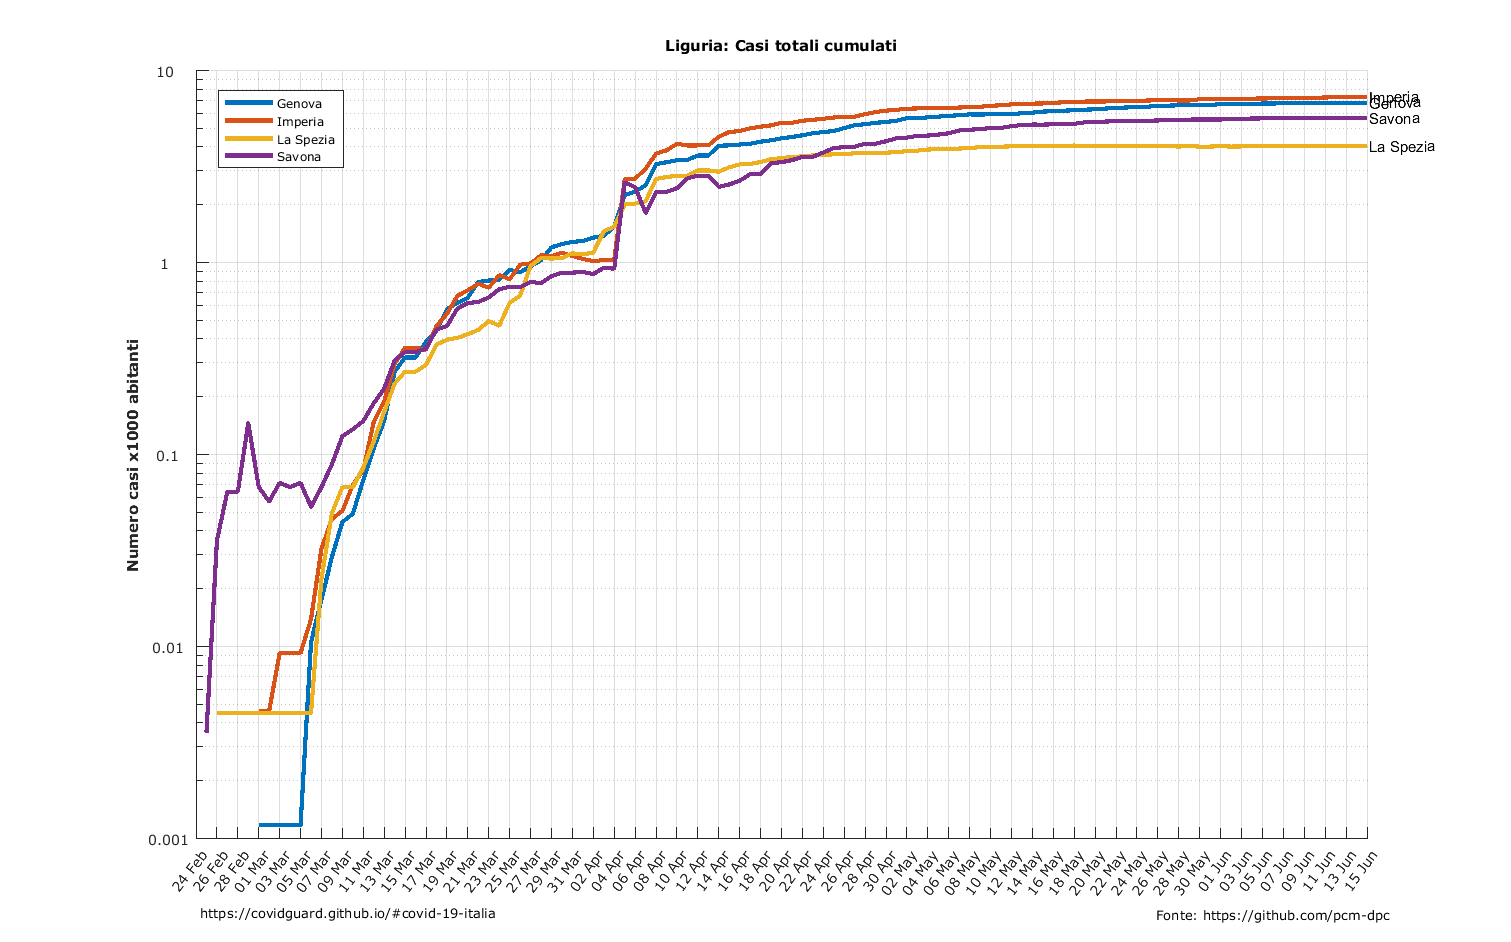 Liguria: Casi totali cumulati
Numero casi x1000 abitanti
10
1
0.1
0.01
0.001
Genova
Imperia
La Spezia
Savona
Imperia
Genova
Savona
La Spezia
24 Feb
26 Feb
28 Feb
01 Mar
03 Mar
05 Mar
07 Mar
09 Mar
11 Mar
13 Mar
15 Mar
17 Mar
19 Mar
21 Mar
23 Mar
25 Mar
27 Mar
29 Mar
31 Mar
02 Apr
04 Apr
06 Apr
08 Apr
10 Apr
12 Apr
14 Apr
16 Apr
18 Apr
20 Apr
22 Apr
24 Apr
26 Apr
28 Apr
30 Apr
02 May
04 May
06 May
08 May
10 May
12 May
14 May
16 May
18 May
20 May
22 May
24 May
26 May
28 May
30 May
01 Jun
03 Jun
05 Jun
07 Jun
09 Jun
11 Jun
13 Jun
15 Jun
https://covidguard.github.io/#covid-19-italia
Fonte: https://github.com/pcm-dpc